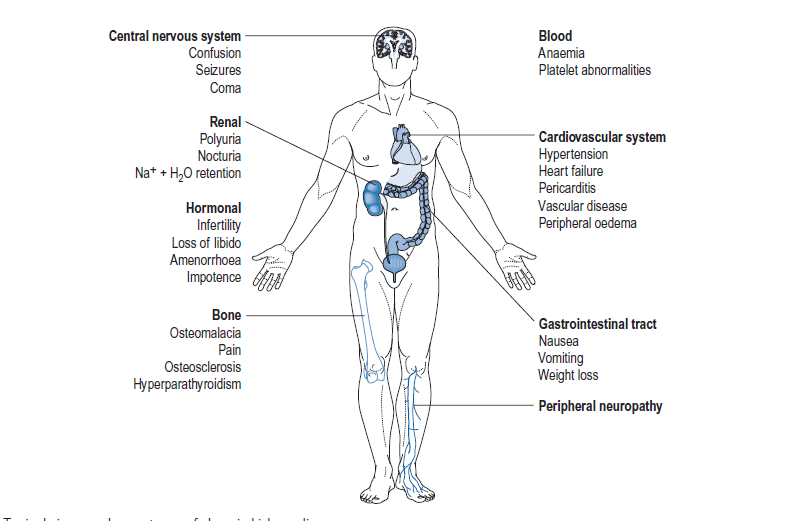 Central nervous system
Confusion
Seizures
Coma
Renal
Polyuria
Nocturia
Na+ + H2O retention
Hormonal
Infertility
Loss of libido
Amenorrhoea
Impotence
Bone
Osteomalacia
Pain
Osteosclerosis
Hyperparathyroidism
Blood
Anaemia
Platelet abnormalities
Cardiovascular system
Hypertension
Heart failure
Pericarditis
Vascular disease
Peripheral oedema
Gastrointestinal tract
Nausea
Vomiting
Weight loss
Peripheral neuropathy